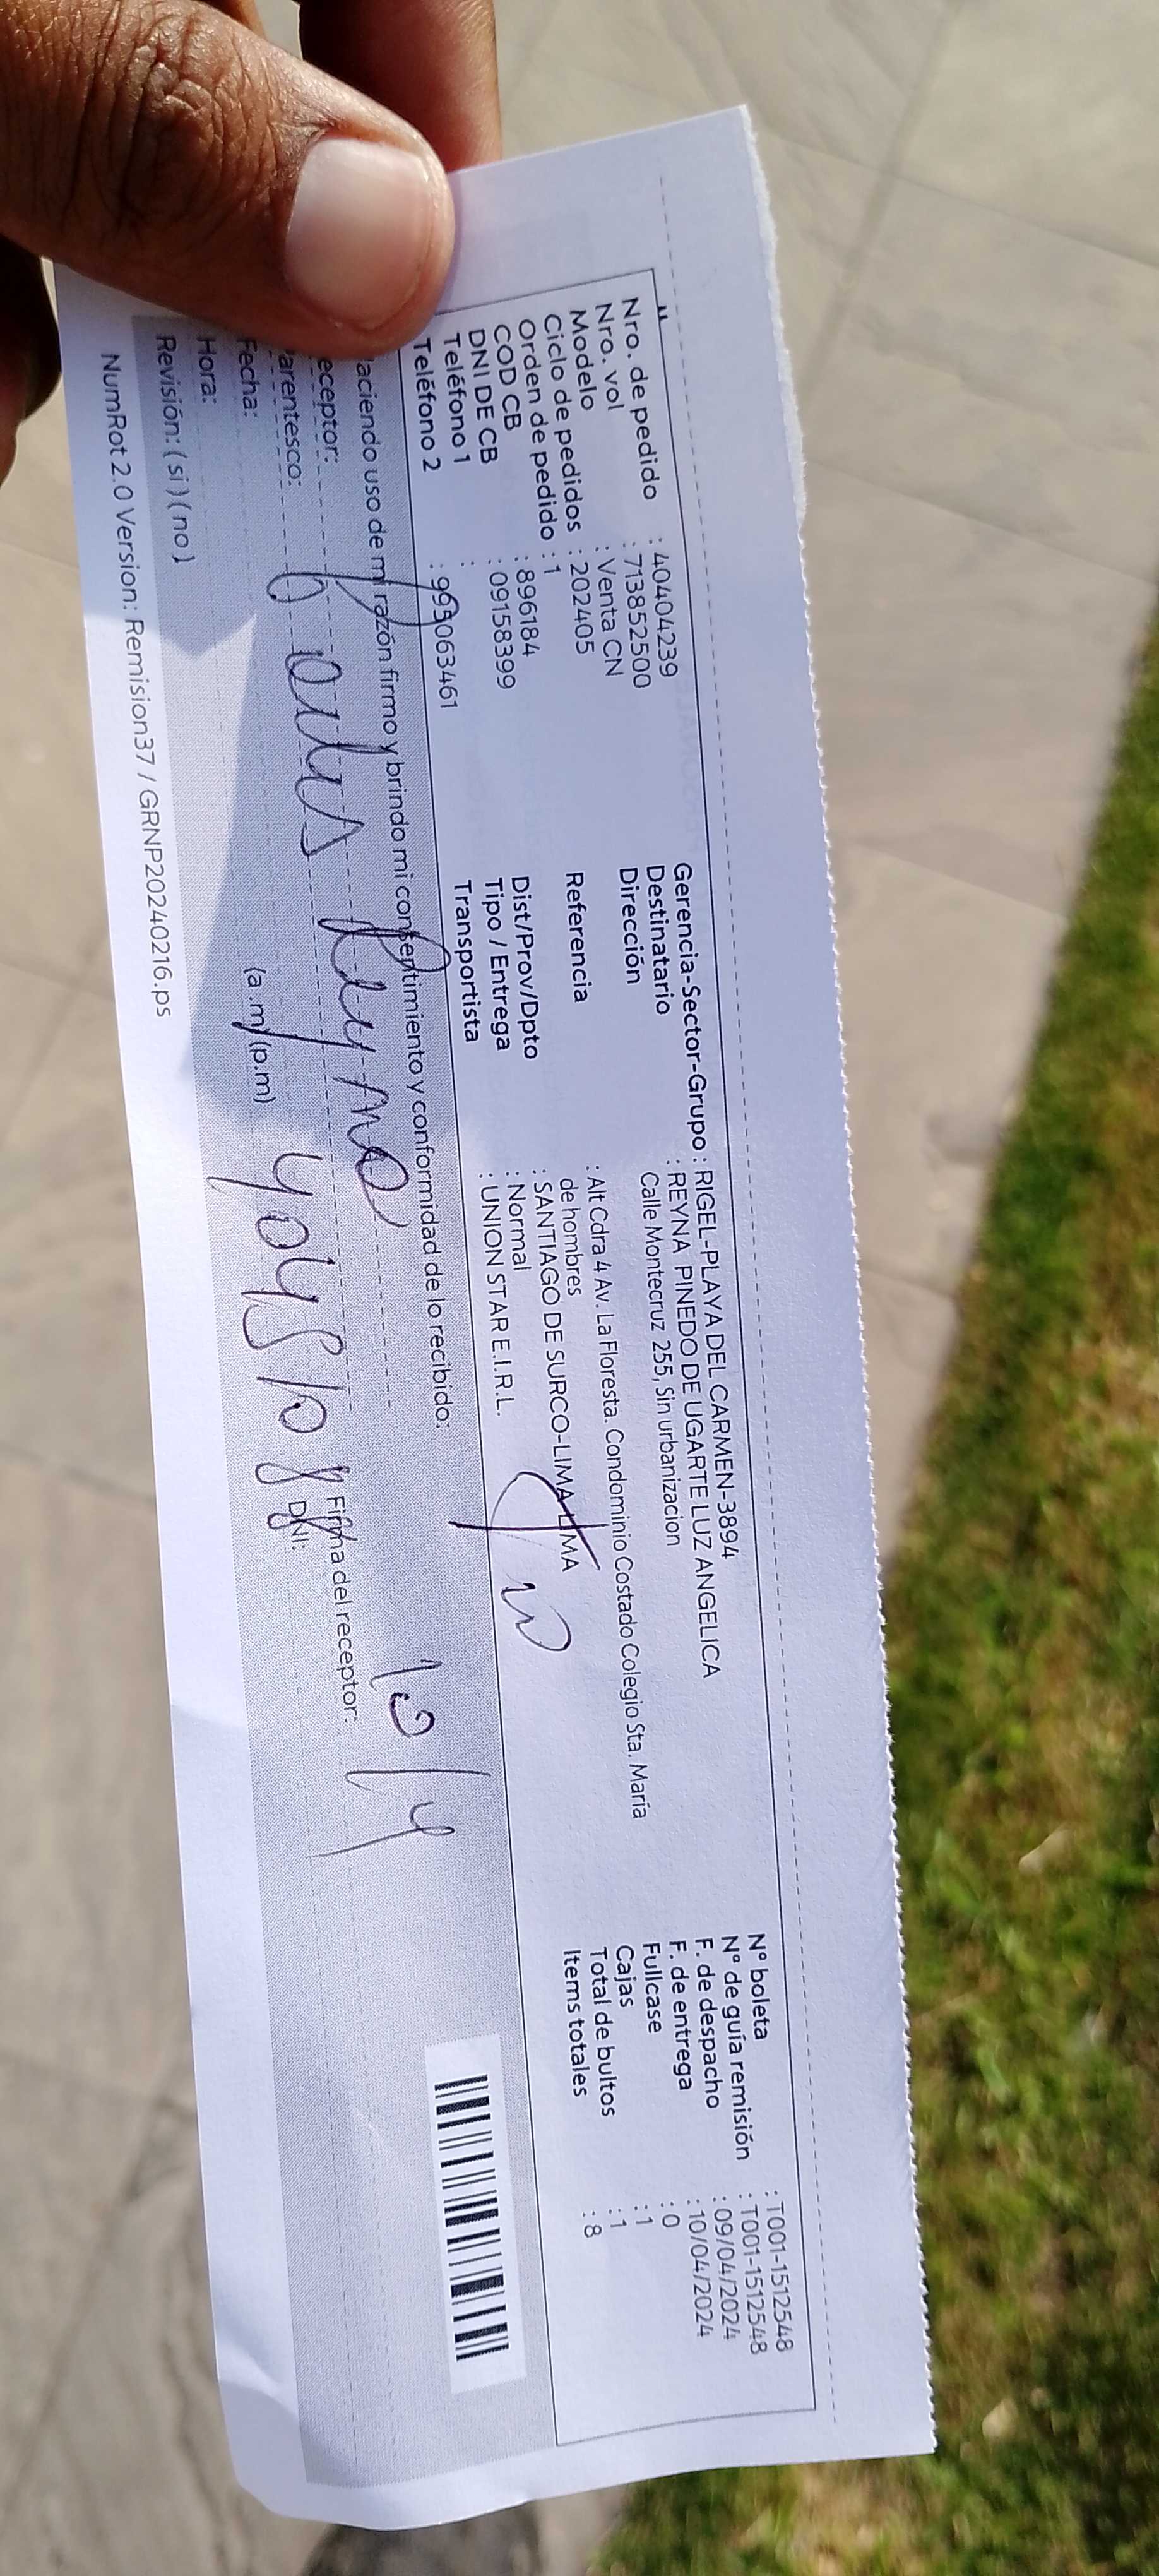 Nro. de pedido : 40404239
Nro. vol : 713852500
Modelo : Venta CN
Ciclo de pedidos : 202405
Orden de pedido : 1
COD CB : 896184
DNI DE CB : 09158399
Teléfono 1 :
Teléfono 2 : 995063461
Gerencia-Sector-Grupo : RIGEL-PLAYA DEL CARMEN-3894
Destinatario : REYNA PINEDO DE UGARTE LUZ ANGELICA
Dirección Calle Montecruz 255, Sin urbanizacion
Referencia : Alt Cdra 4 Av. La Floresta. Condominio Costado Colegio Sta. María
de hombres
Dist/Prov/Dpto : SANTIAGO DE SURCO-LIMA-LIMA
Tipo / Entrega : Normal
Transportista : UNION STAR E.I.R.L.
N° boleta : T001-1512548
N° de guía remisión : T001-1512548
F. de despacho : 09/04/2024
F. de entrega : 10/04/2024
Fullcase : 0
Cajas : 1
Total de bultos : 1
Items totales : 8
aciendo uso de mi razón firmo y brindo mi consentimiento y conformidad de lo recibido:
eceptor:
arentesco:
Fecha:
Hora: (a.m)(p.m)
Revisión: (si) (no)
Firma del receptor:
DNI:
NumRot 2.0 Version: Remision37 / GRNP20240216.ps